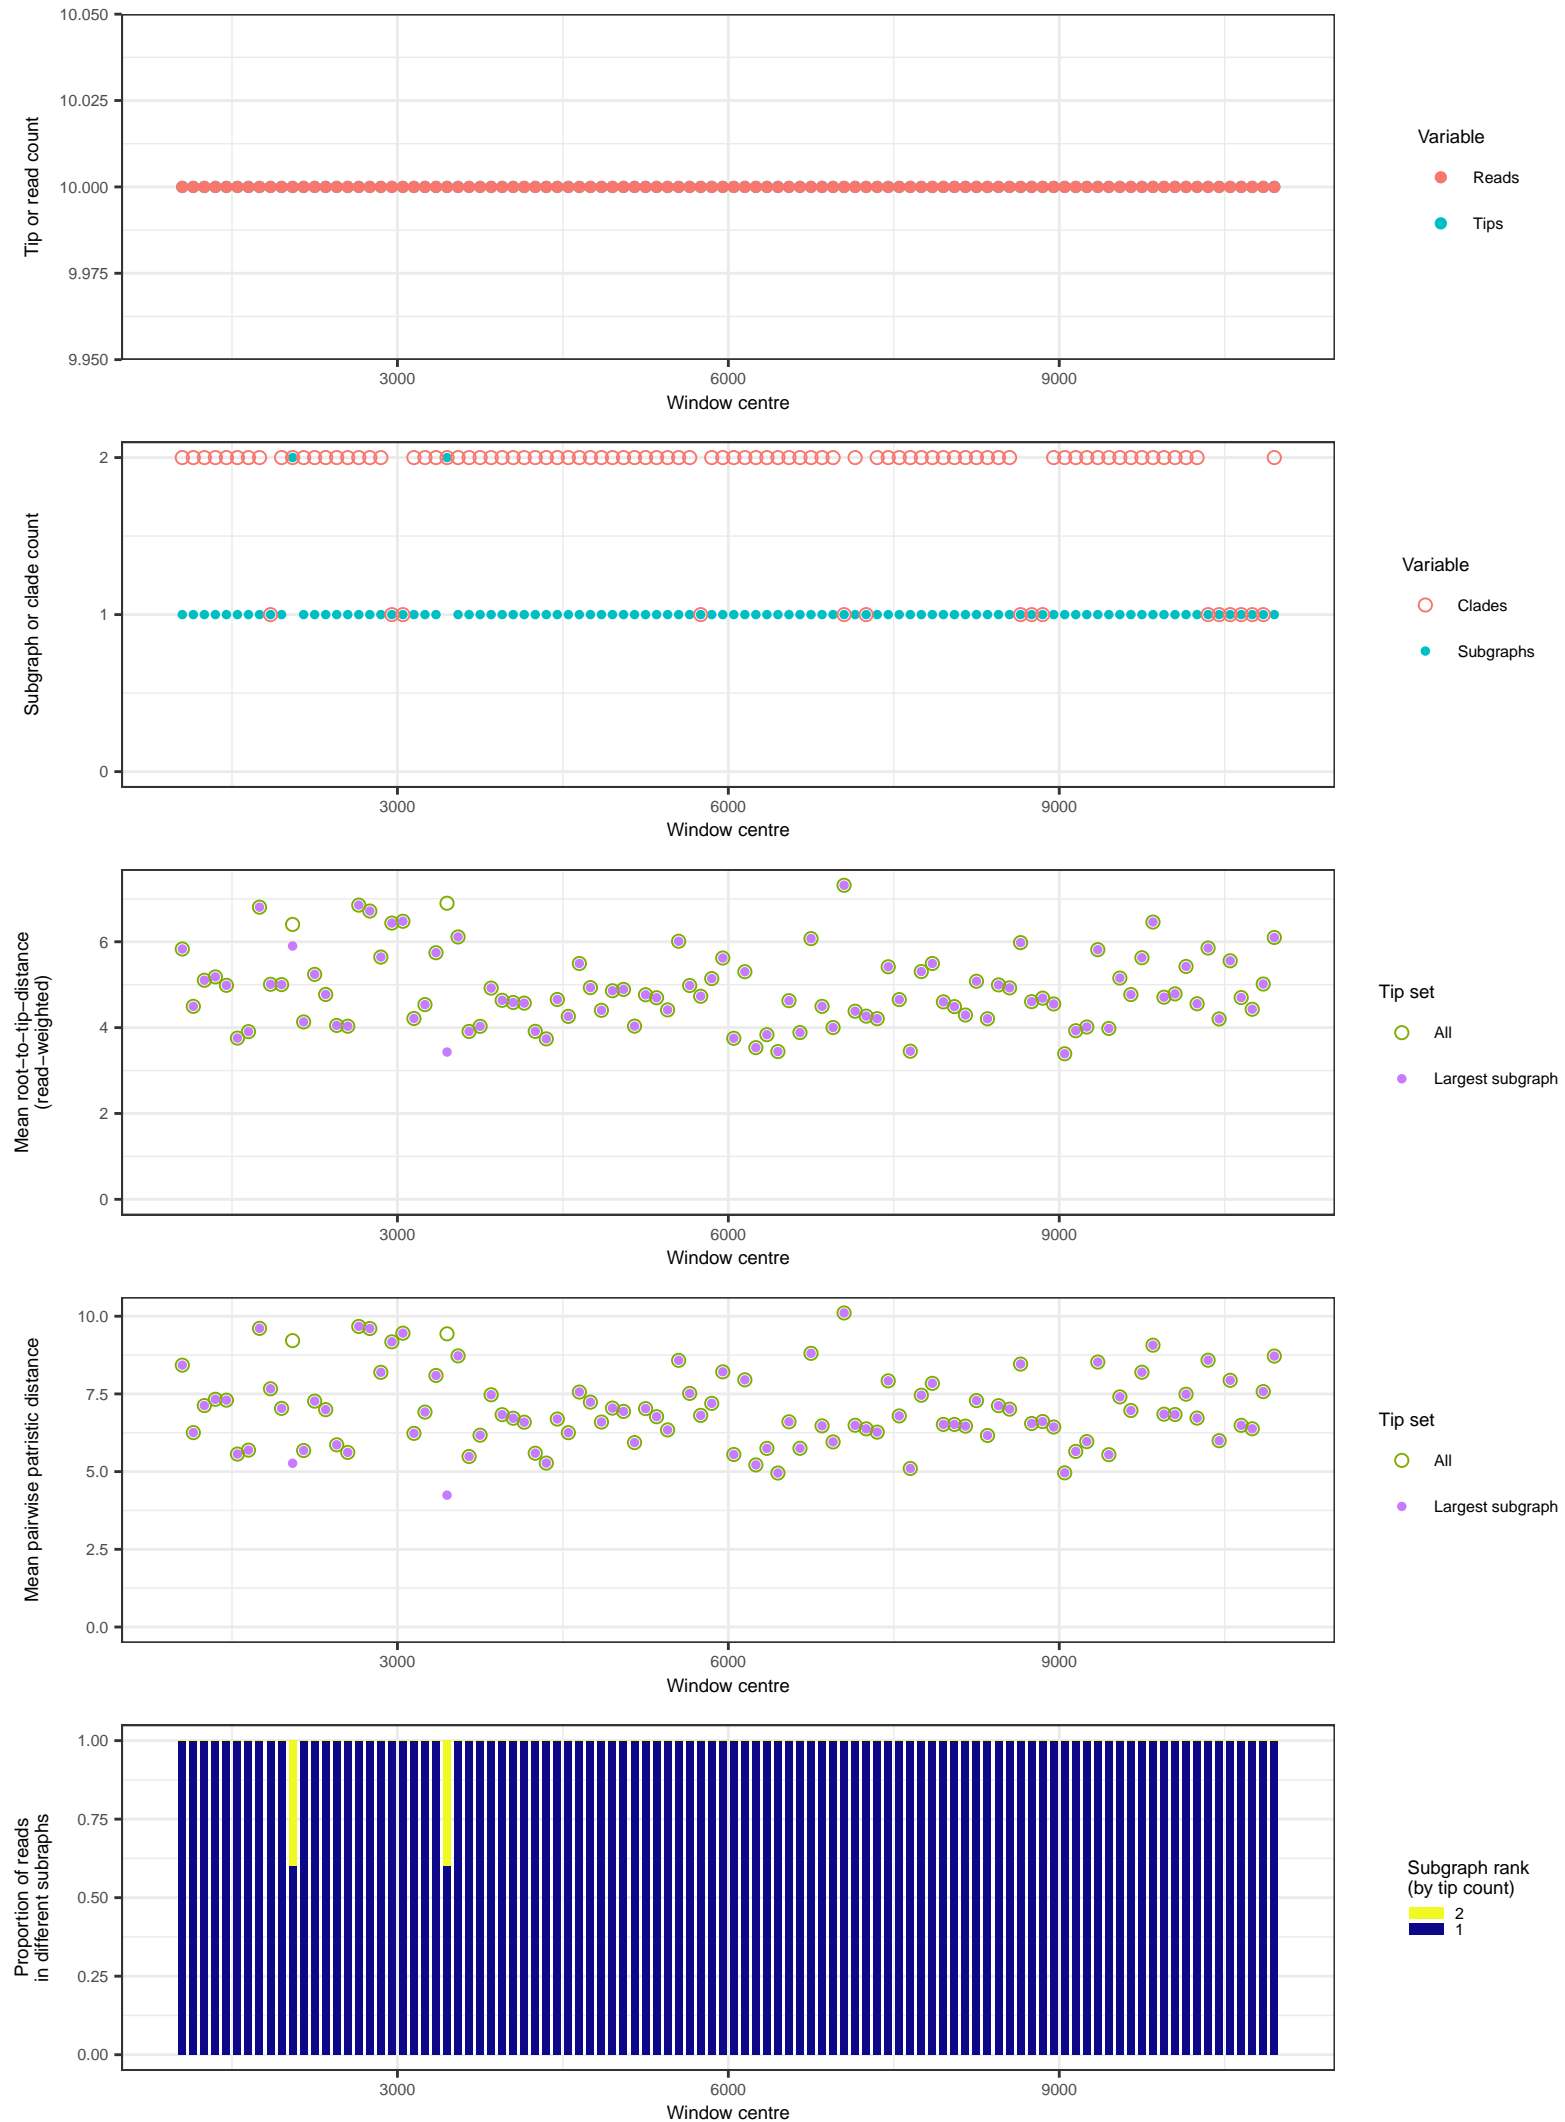 10.050
10.025
10.000
9.975
9.950
Tip or read count
3000
6000
9000
Window centre
Variable
Reads
Tips
2
1
0
Subgraph or clade count
3000
6000
9000
Window centre
Variable
Clades
Subgraphs
6
4
2
0
Mean root−to−tip−distance
(read−weighted)
3000
6000
9000
Window centre
Tip set
All
Largest subgraph
10.0
7.5
5.0
2.5
0.0
Mean pairwise patristic distance
3000
6000
9000
Window centre
Tip set
All
Largest subgraph
1.00
0.75
0.50
0.25
0.00
Proportion of reads
in different subraphs
3000
6000
9000
Window centre
Subgraph rank
(by tip count)
2
1